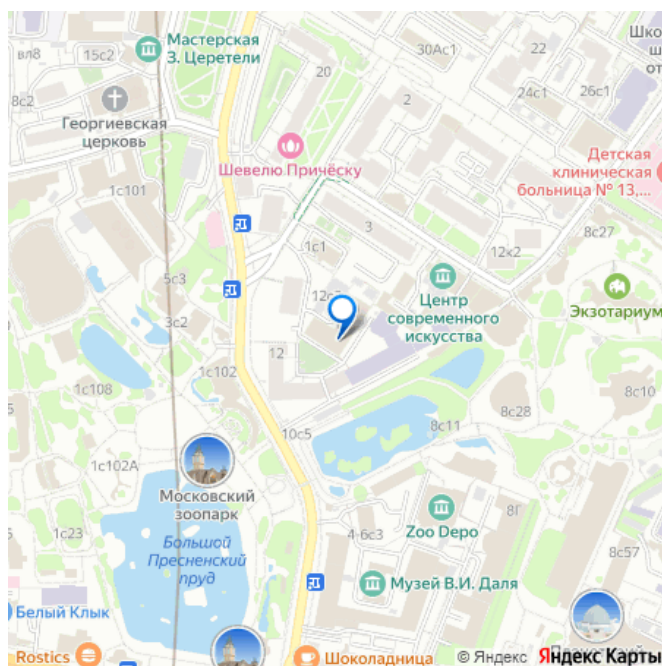 вл8
15с2
Мастерская
З. Церетели
20
30Ас1
22
Шко
ш
от
8с2
2
24с1
26с1
Георгиевская
церковь
Шевелю Причёску
Детская
клиническая
больница № 13,...
1с101
3
8с27
1с1
12к2
5с3
Экзотариум
Центр
современного
искусства
3с2
12
1с102
1с108
8с10
8с28
8с11
10с5
1с102А
Московский
зоопарк
8Г
Zoo Depo
4-6с3
1с23
Большой
Пресненский
пруд
8с57
Музей В.И. Даля
Белый Клык
Rostics
Шоколадница
© Яндекс Яндекс Карты